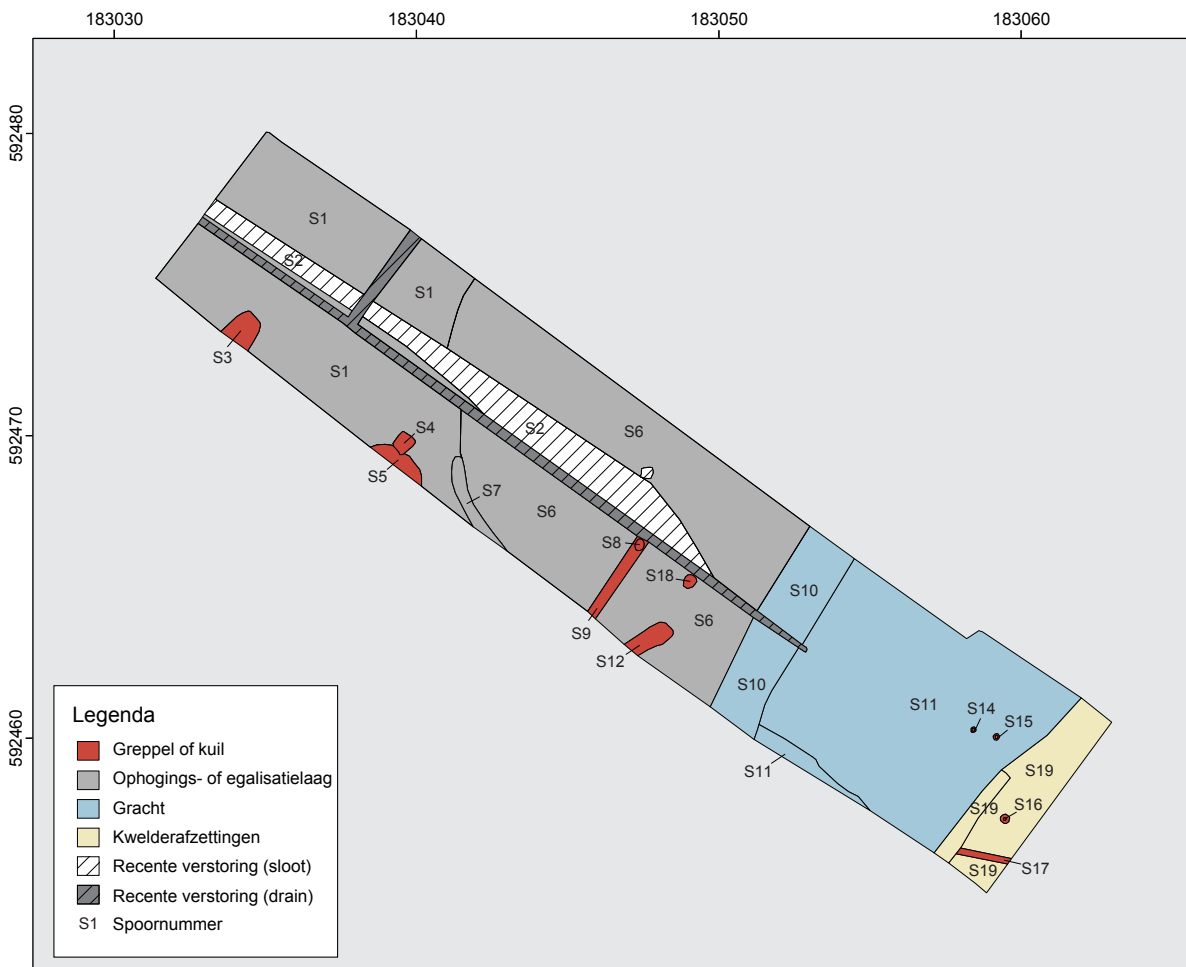 183030 183040 183050 183060
592480
S1
S2
S1
S3
S1
592470
S4
S2
S6
S5
S7
S6
S8
S18
S10
S9
S6
S12
S10
S11
S14
S15
592460
S11
S19
S19
S16
S17
S19
Legenda
Greppel of kuil
Ophogings- of egalisatielaag
Gracht
Kwelderafzettingen
Recente verstoring (sloot)
Recente verstoring (drain)
S1 Spoornummer